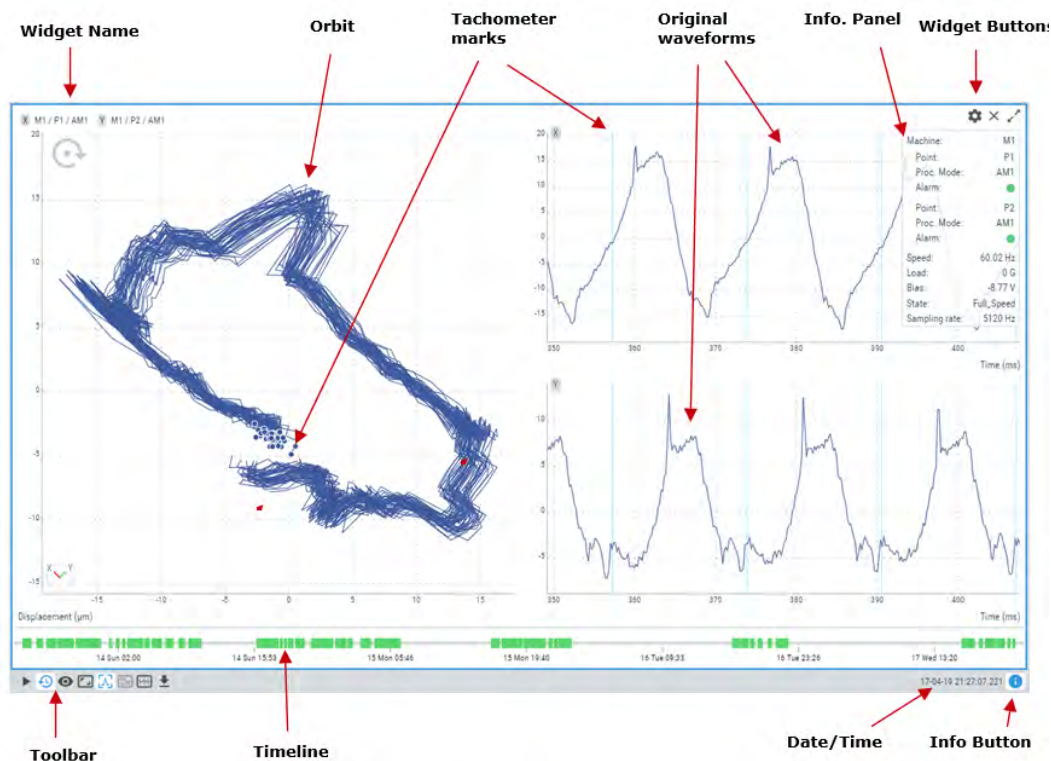 Widget Name
Orbit
Tachometer
marks
Original
waveforms
Info. Panel
Widget Buttons
X M1 / P1 / AM1 Y M1 / P2 / AM1
20
15
10
5
0
-5
-10
-15
-15
-10
-5
0
5
10
15
X Y
Displacement (µm)
X
20
15
10
5
0
-5
-10
-15
350
360
370
380
390
400
Time (ms)
Machine: M1
Point: P1
Proc. Mode: AM1
Alarm:
Point: P2
Proc. Mode: AM1
Alarm:
Speed: 60.02 Hz
Load: 0 G
Bias: -8.77 V
State: Full_Speed
Sampling rate: 5120 Hz
Y
10
5
0
-5
350
360
370
380
390
400
Time (ms)
14 Sun 02:00
14 Sun 15:53
15 Mon 05:46
15 Mon 19:40
16 Tue 09:33
16 Tue 23:26
17 Wed 13:20
17-04-19 21:27:07.221
Toolbar
Timeline
Date/Time
Info Button